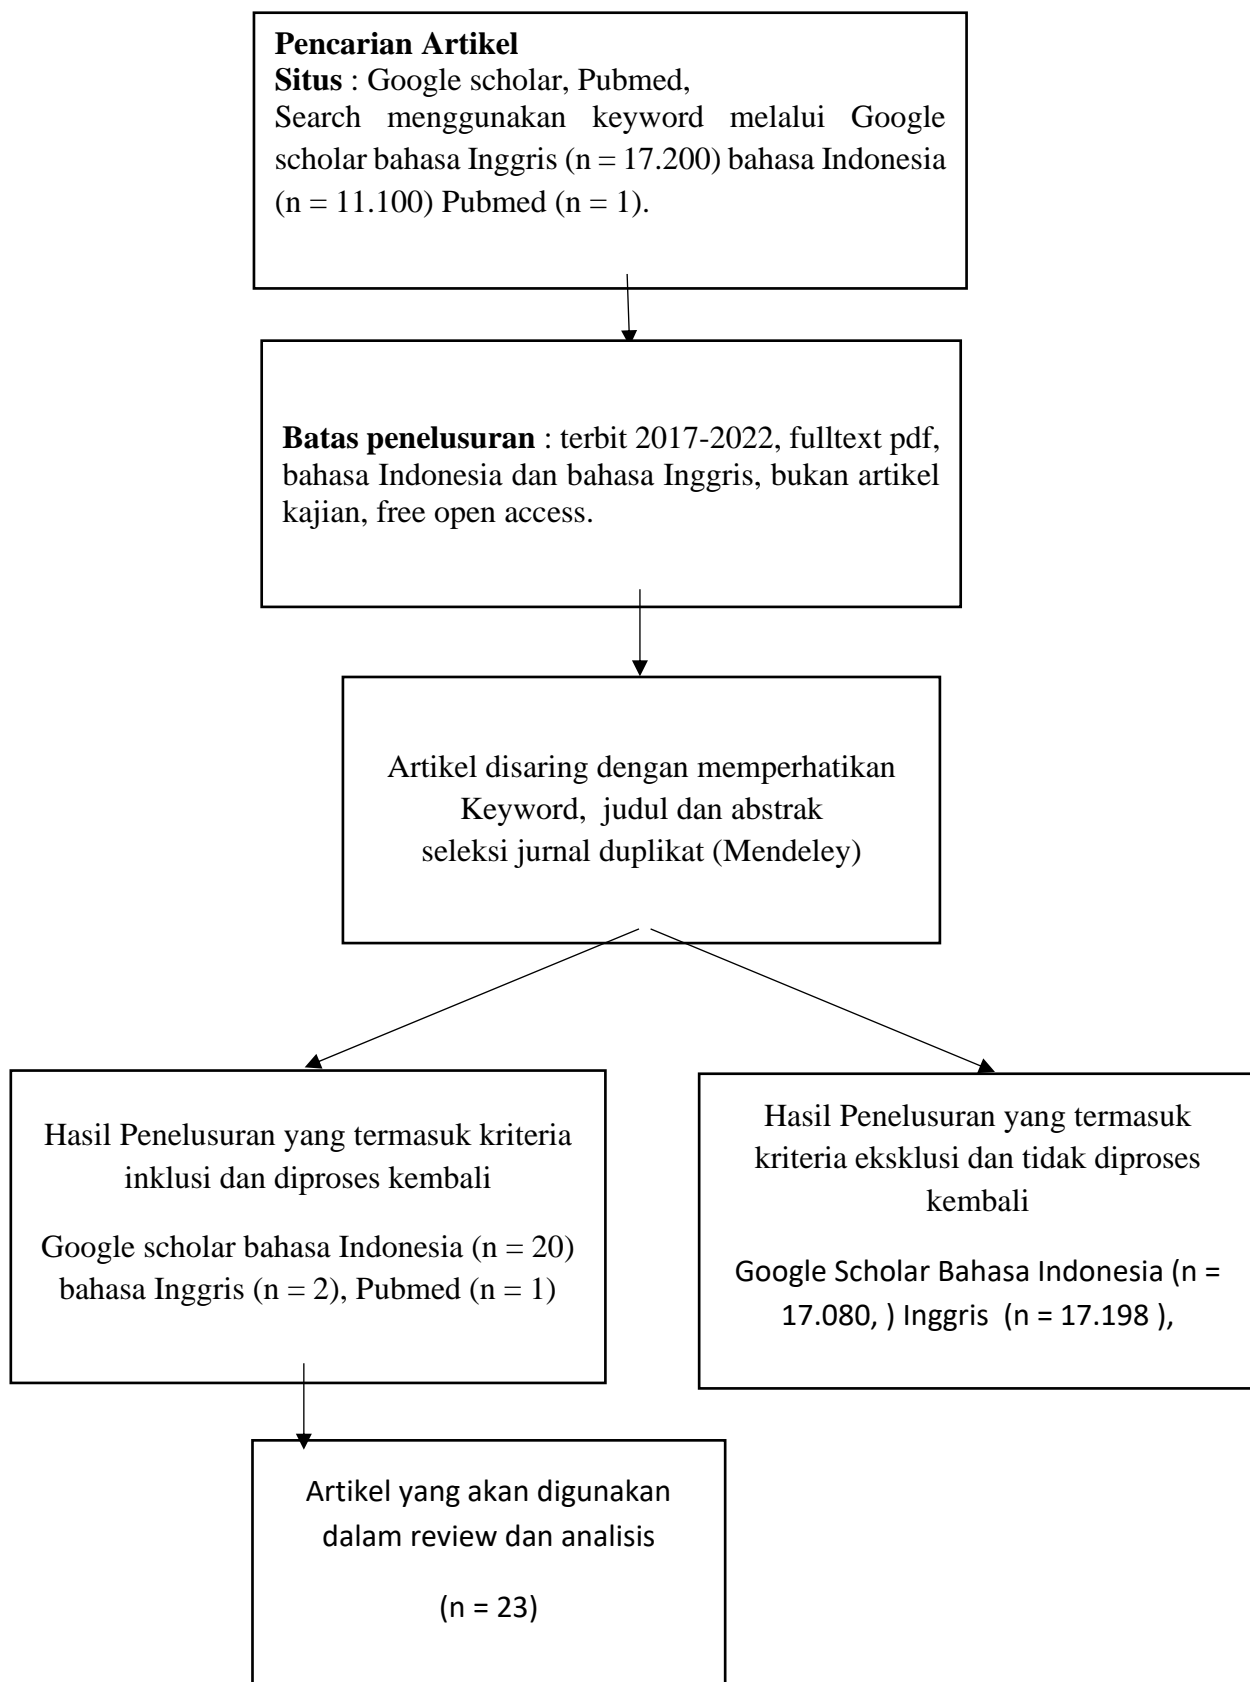 Pencarian Artikel
Situs : Google scholar, Pubmed,
Search menggunakan keyword melalui Google
scholar bahasa Inggris (n = 17.200) bahasa Indonesia
(n = 11.100) Pubmed (n = 1).
Batas penelusuran : terbit 2017-2022, fulltext pdf,
bahasa Indonesia dan bahasa Inggris, bukan artikel
kajian, free open access.
Artikel disaring dengan memperhatikan
Keyword, judul dan abstrak
seleksi jurnal duplikat (Mendeley)
Hasil Penelusuran yang termasuk kriteria
inklusi dan diproses kembali
Google scholar bahasa Indonesia (n = 20)
bahasa Inggris (n = 2), Pubmed (n = 1)
Hasil Penelusuran yang termasuk
kriteria eksklusi dan tidak diproses
kembali
Google Scholar Bahasa Indonesia (n =
17.080, ) Inggris (n = 17.198 ),
Artikel yang akan digunakan
dalam review dan analisis
(n = 23)